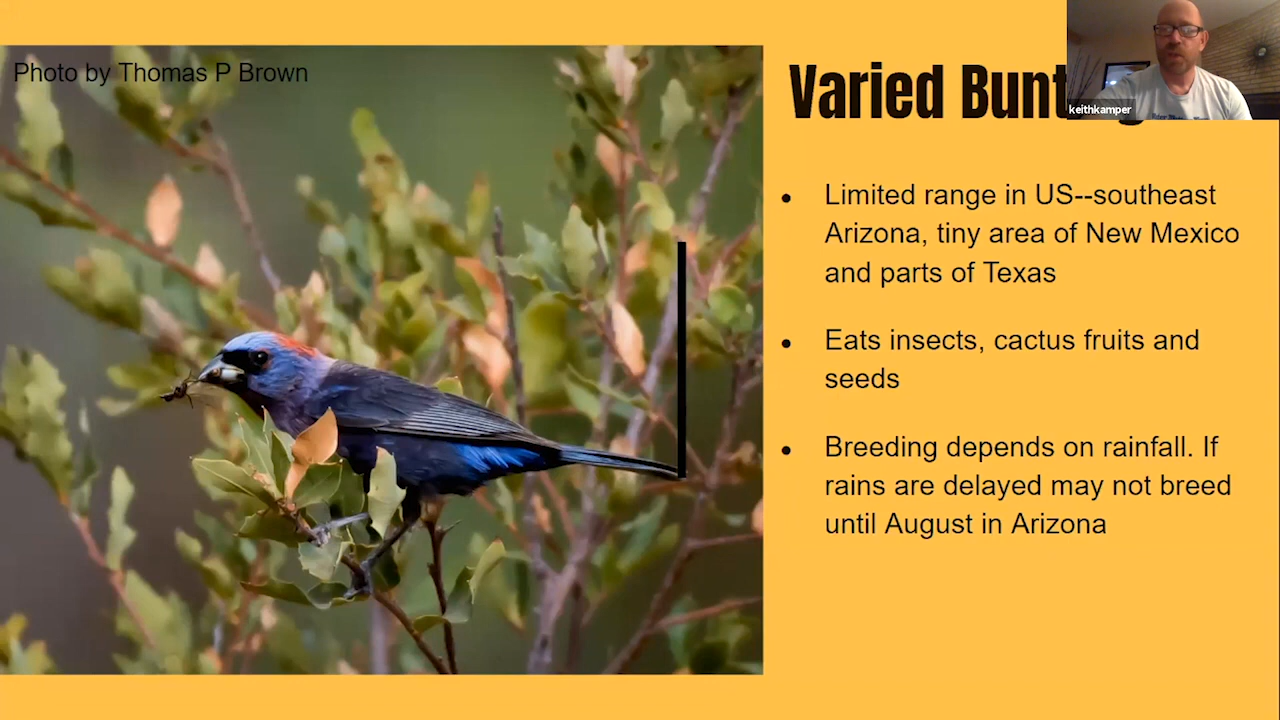 Photo by Thomas P Brown
Varied
keithkamper
Limited range in US--southeast
Arizona, tiny area of New Mexico
and parts of Texas
Eats insects, cactus fruits and
seeds
Breeding depends on rainfall. If
rains are delayed may not breed
until August in Arizona